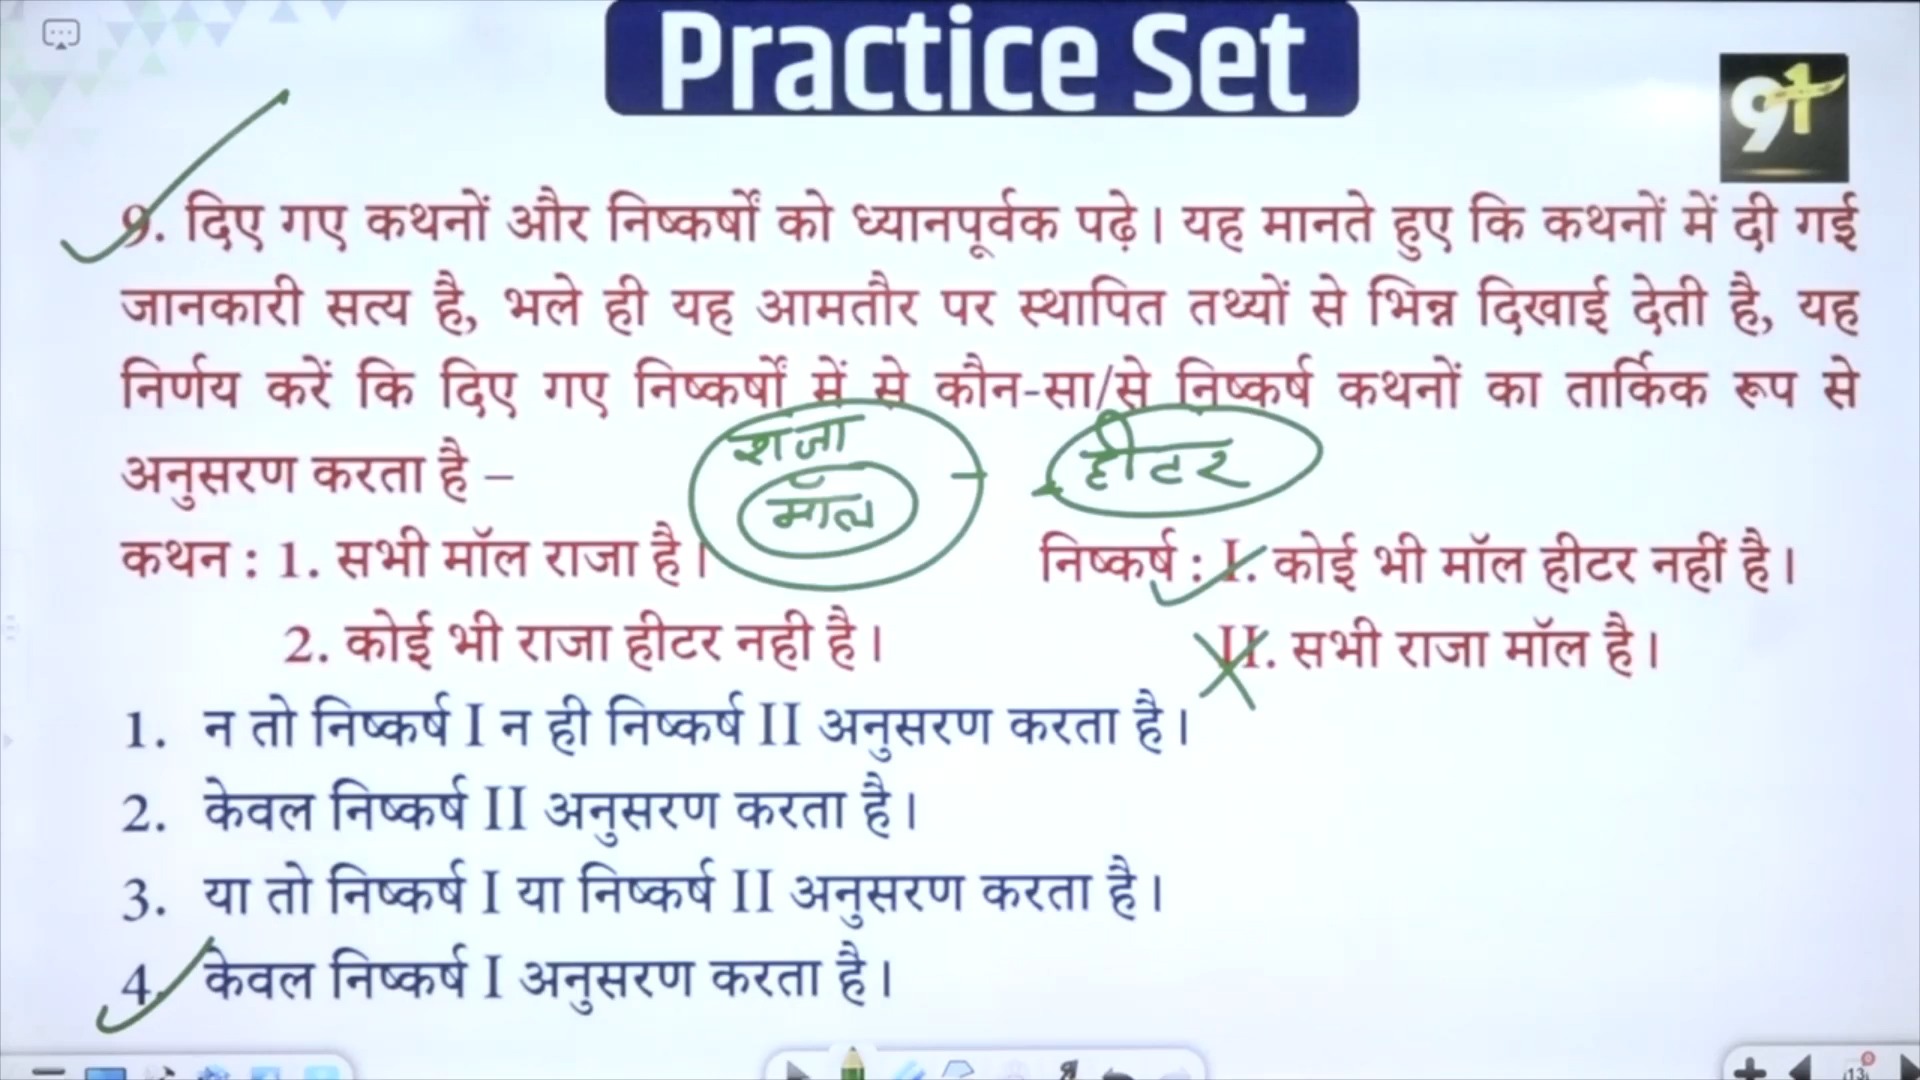 Practice Set
91
9. दिए गए कथनों और निष्कर्षों को ध्यानपूर्वक पढ़े। यह मानते हुए कि कथनों में दी गई
जानकारी सत्य है, भले ही यह आमतौर पर स्थापित तथ्यों से भिन्न दिखाई देती है, यह
निर्णय करें कि दिए गए निष्कर्षों में से कौन-सा/से निष्कर्ष कथनों का तार्किक रूप से
अनुसरण करता है –
राजा
मॉल
हीटर
कथन : 1. सभी मॉल राजा है।
निष्कर्ष : I. कोई भी मॉल हीटर नहीं है।
2. कोई भी राजा हीटर नही है।
II. सभी राजा मॉल है।
1. न तो निष्कर्ष I न ही निष्कर्ष II अनुसरण करता है।
2. केवल निष्कर्ष II अनुसरण करता है।
3. या तो निष्कर्ष I या निष्कर्ष II अनुसरण करता है।
4. केवल निष्कर्ष I अनुसरण करता है।
13